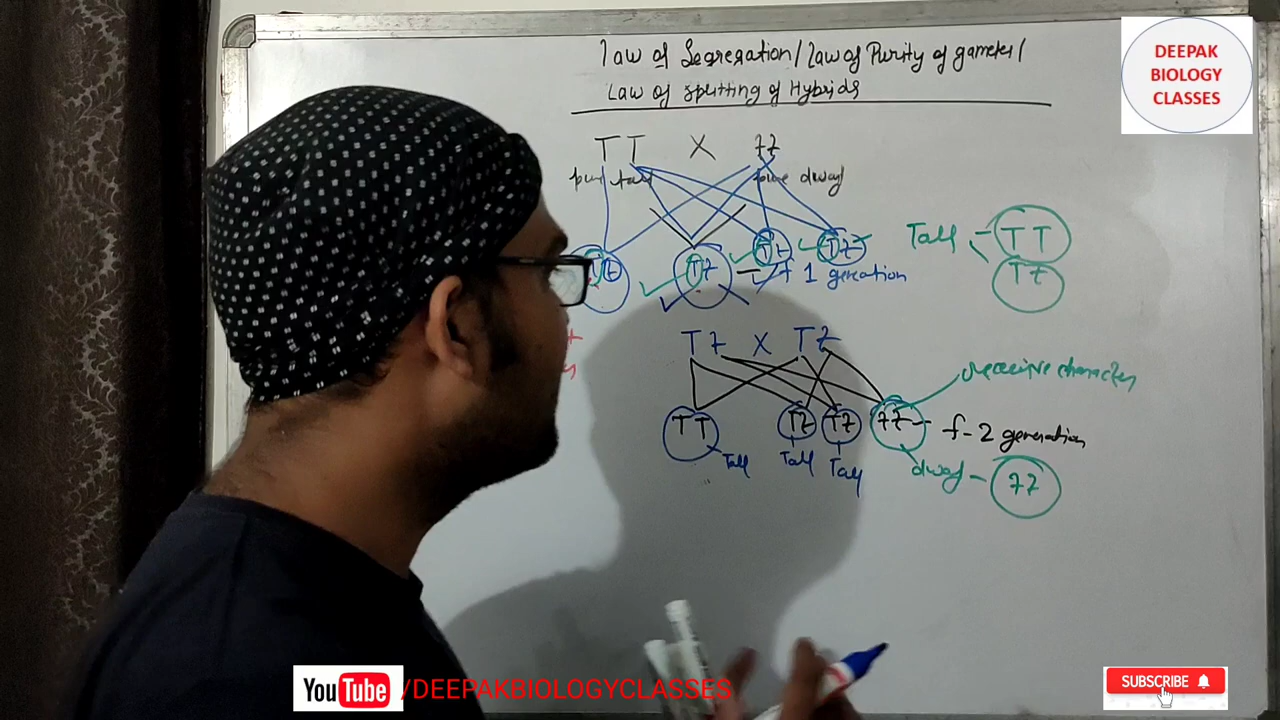 Law of Segregation/Law of Purity of gametes/
Law of splitting of Hybrids
DEEPAK
BIOLOGY
CLASSES
TT X tt
pure tall pure dwarf
Tt Tt Tt Tt
f 1 genration
Tall TT
Tt
Tt X Tt
recessive character
TT Tt Tt tt
f-2 generation
Tall Tall Tall
dwarf tt
YouTube /DEEPAKBIOLOGYCLASSES
SUBSCRIBE